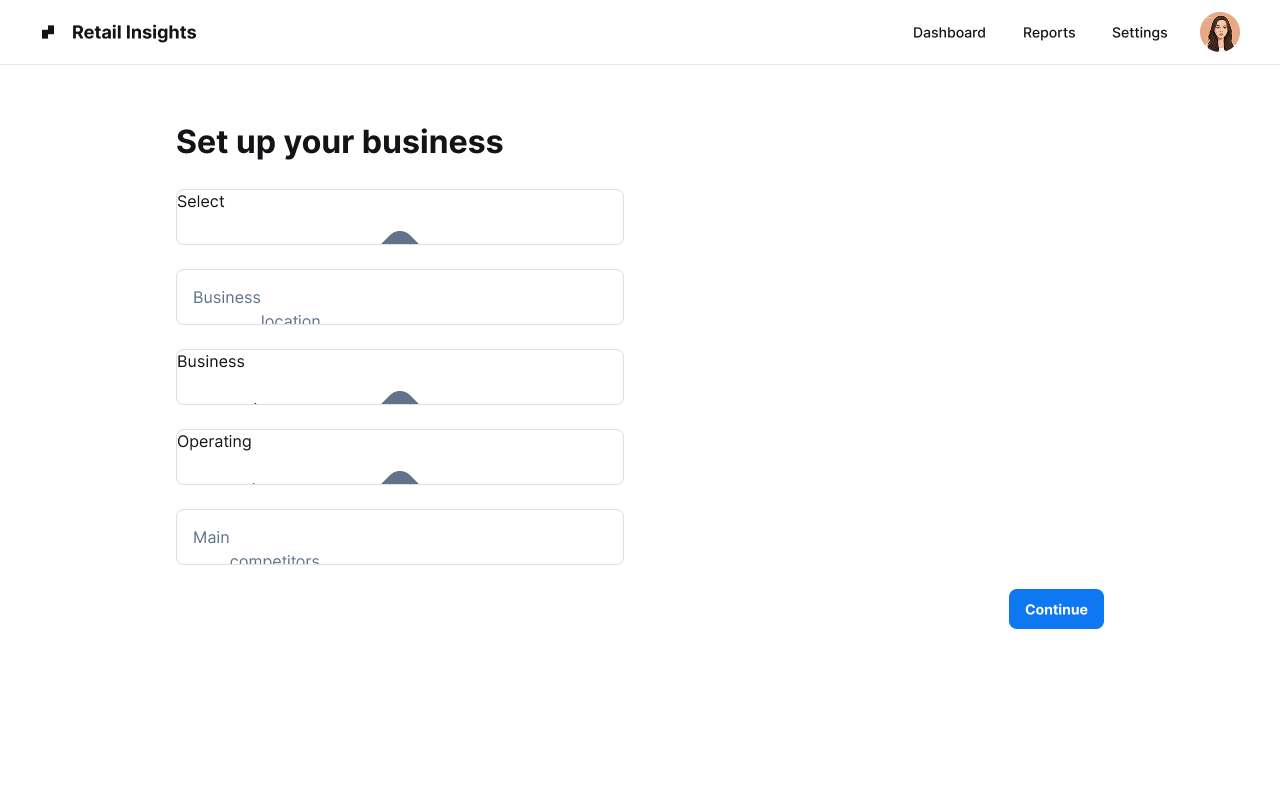 Retail Insights
Dashboard
Reports
Settings
Set up your business
Select
Business
location
Business
Operating
Main
competitors
Continue